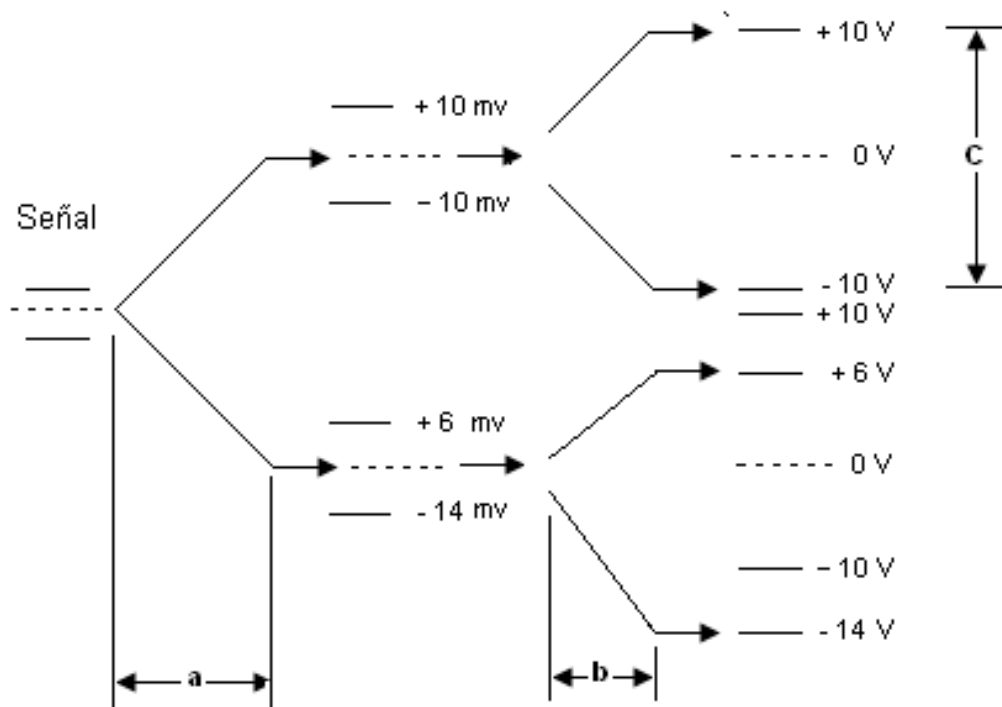 + 10 V
+ 10 mv
0 V
C
- 10 mv
Señal
- 10 V
+ 10 V
+ 6 V
+ 6 mv
0 V
- 14 mv
- 10 V
- 14 V
a
b